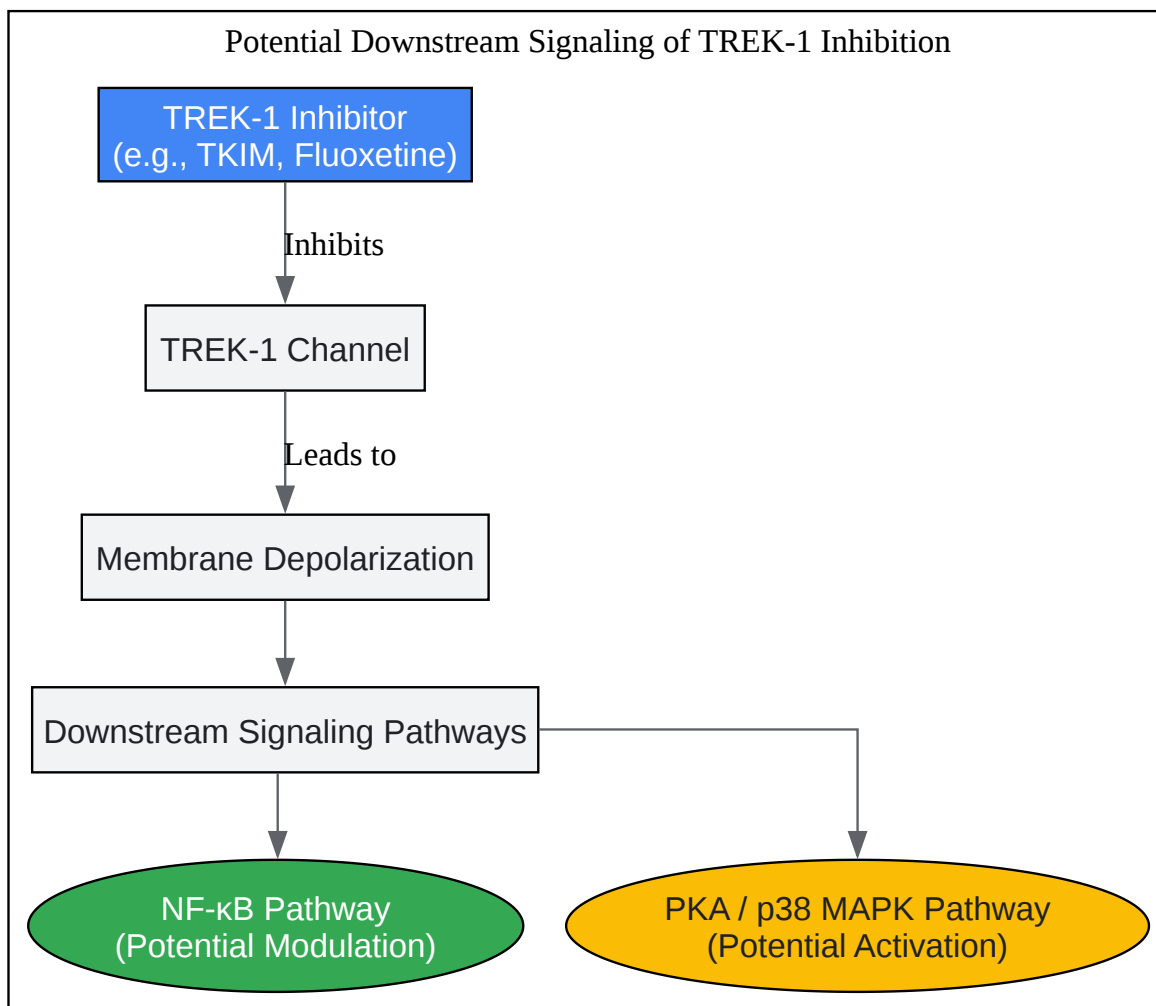 Potential Downstream Signaling of TREK-1 Inhibition
TREK-1 Inhibitor
(e.g., TKIM, Fluoxetine)
Inhibits
TREK-1 Channel
Leads to
Membrane Depolarization
Downstream Signaling Pathways
NF-κB Pathway
(Potential Modulation)
PKA / p38 MAPK Pathway
(Potential Activation)